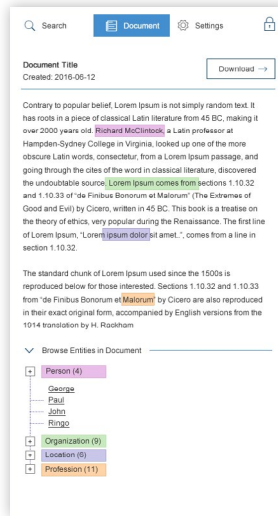 Search Document Settings
Document Title
Created: 2016-06-12
Download →
Contrary to popular belief, Lorem Ipsum is not simply random text. It
has roots in a piece of classical Latin literature from 45 BC, making it
over 2000 years old. Richard McClintock, a Latin professor at
Hampden-Sydney College in Virginia, looked up one of the more
obscure Latin words, consectetur, from a Lorem Ipsum passage, and
going through the cites of the word in classical literature, discovered
the undoubtable source. Lorem Ipsum comes from sections 1.10.32
and 1.10.33 of "de Finibus Bonorum et Malorum" (The Extremes of
Good and Evil) by Cicero, written in 45 BC. This book is a treatise on
the theory of ethics, very popular during the Renaissance. The first line
of Lorem Ipsum, "Lorem ipsum dolor sit amet..", comes from a line in
section 1.10.32.
The standard chunk of Lorem Ipsum used since the 1500s is
reproduced below for those interested. Sections 1.10.32 and 1.10.33
from "de Finibus Bonorum et Malorum" by Cicero are also reproduced
in their exact original form, accompanied by English versions from the
1914 translation by H. Rackham
Browse Entities in Document
Person (4)
George
Paul
John
Ringo
Organization (9)
Location (6)
Profession (11)